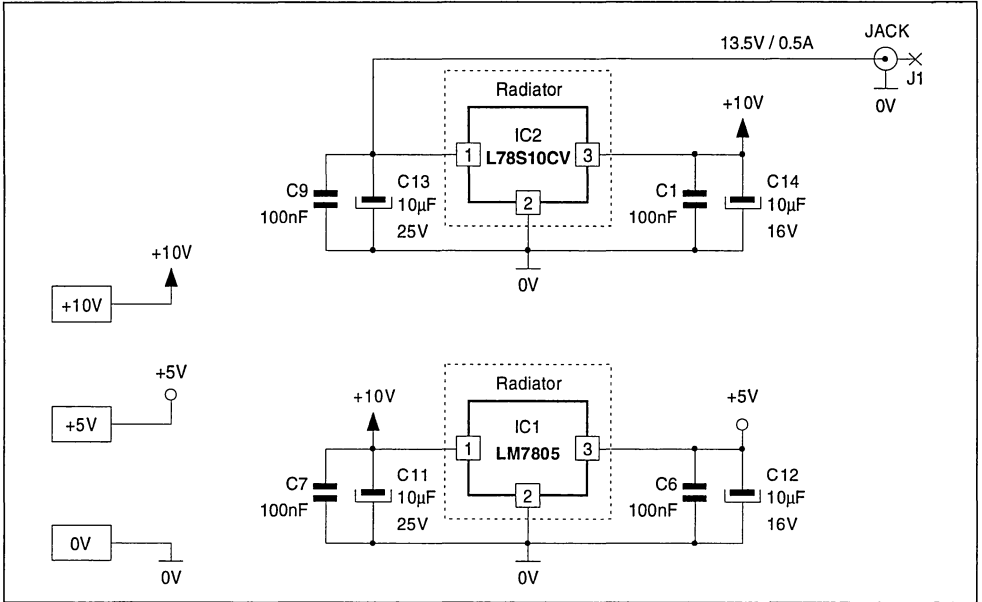 JACK
13.5V / 0.5A
J1
0V
Radiator
+10V
IC2
1
L78S10CV
3
C9
100nF
C13
10µF
25V
2
C1
100nF
C14
10µF
16V
0V
+10V
+10V
+5V
+5V
0V
0V
Radiator
+10V
+5V
IC1
1
LM7805
3
C7
100nF
C11
10µF
25V
2
C6
100nF
C12
10µF
16V
0V